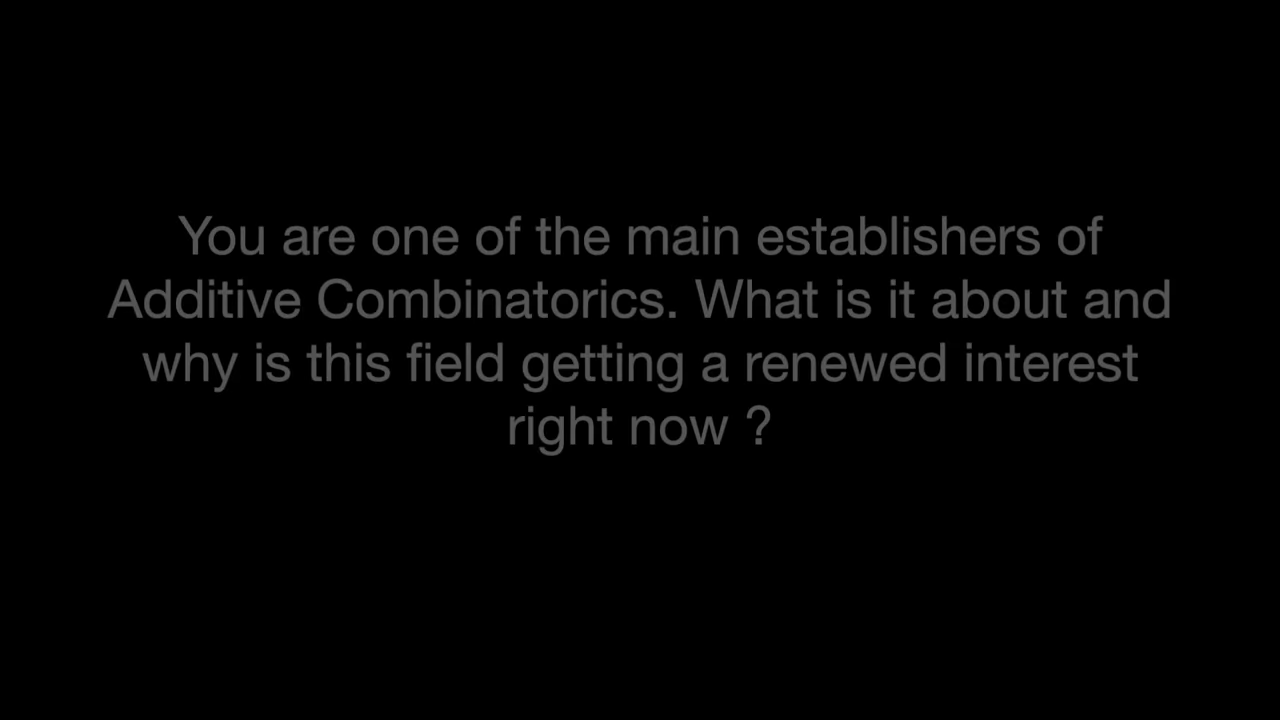 You are one of the main establishers of
Additive Combinatorics. What is it about and
why is this field getting a renewed interest
right now ?